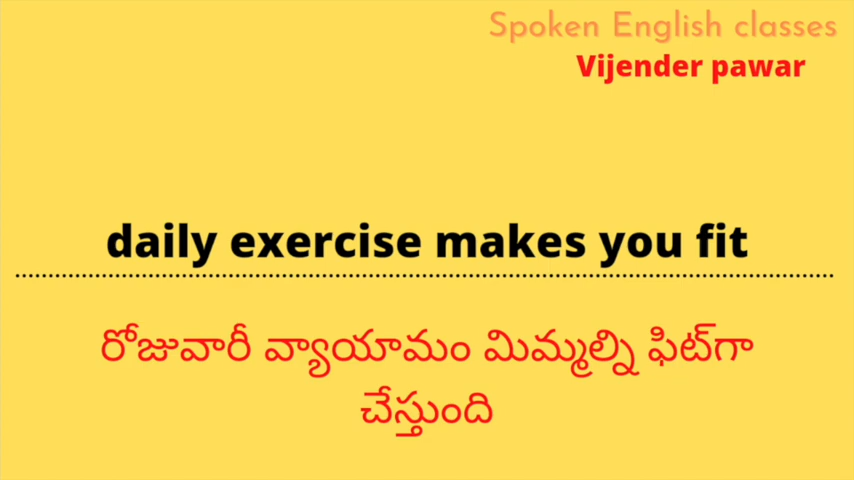 Spoken English classes
Vijender pawar
daily exercise makes you fit
రోజువారీ వ్యాయామం మిమ్మల్ని ఫిట్‌గా
చేస్తుంది